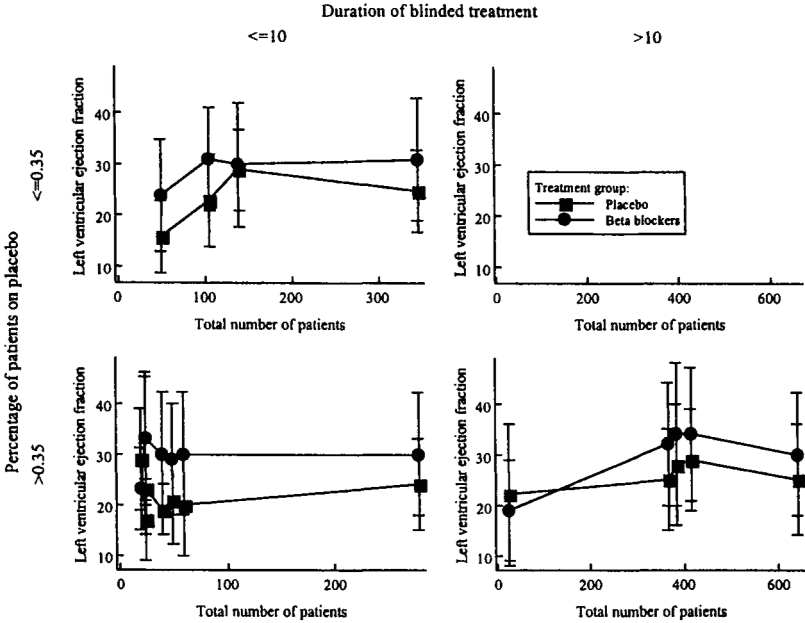 Duration of blinded treatment
<=10
>10
Percentage of patients on placebo
<=0.35
>0.35
Left ventricular ejection fraction
40
30
20
10
0
100
200
300
Total number of patients
Left ventricular ejection fraction
40
30
20
10
0
200
400
600
Total number of patients
Treatment group:
Placebo
Beta blockers
Left ventricular ejection fraction
40
30
20
10
0
100
200
Total number of patients
Left ventricular ejection fraction
40
30
20
10
0
200
400
600
Total number of patients